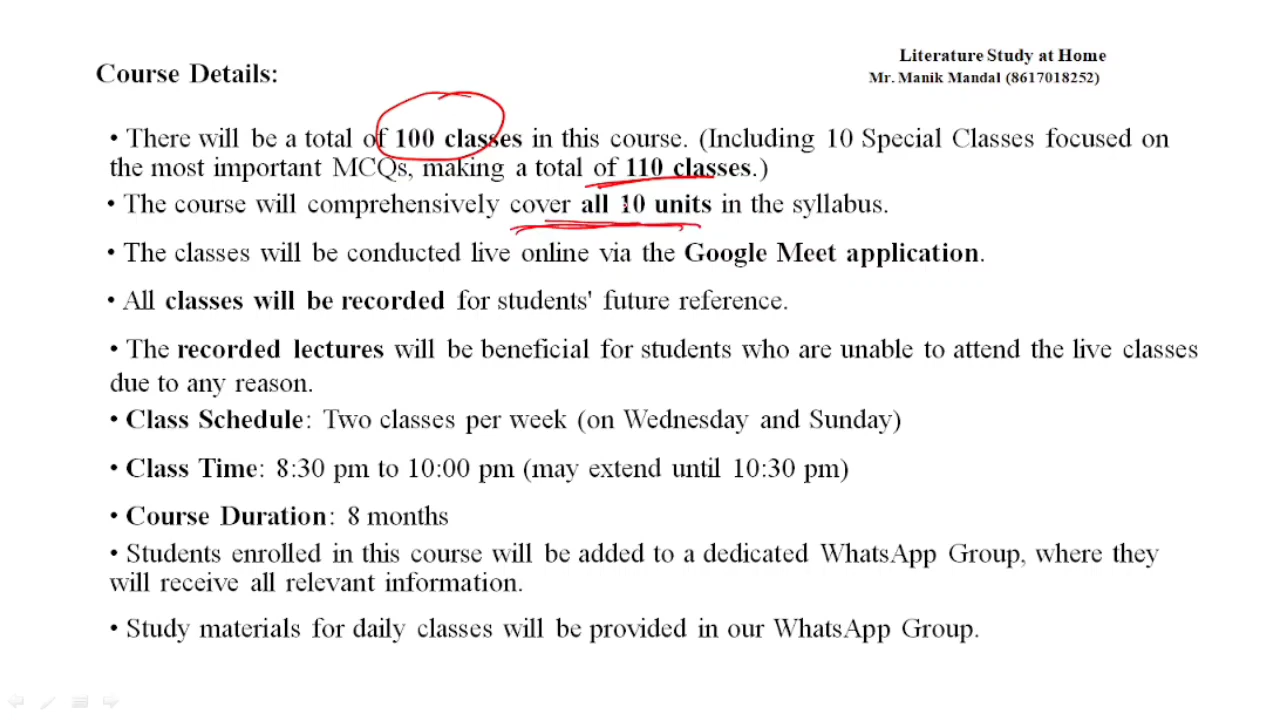 Literature Study at Home
Course Details:
Mr. Manik Mandal (8617018252)
• There will be a total of 100 classes in this course. (Including 10 Special Classes focused on
the most important MCQs, making a total of 110 classes.)
• The course will comprehensively cover all 10 units in the syllabus.
• The classes will be conducted live online via the Google Meet application.
• All classes will be recorded for students' future reference.
• The recorded lectures will be beneficial for students who are unable to attend the live classes
due to any reason.
• Class Schedule: Two classes per week (on Wednesday and Sunday)
• Class Time: 8:30 pm to 10:00 pm (may extend until 10:30 pm)
• Course Duration: 8 months
• Students enrolled in this course will be added to a dedicated WhatsApp Group, where they
will receive all relevant information.
• Study materials for daily classes will be provided in our WhatsApp Group.